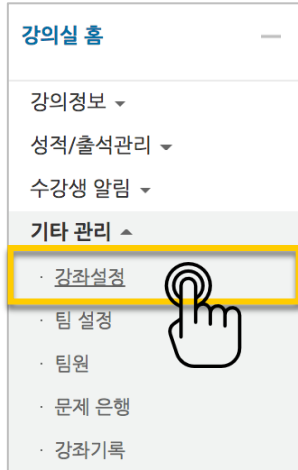 강의실 홈
강의정보
성적/출석관리
수강생 알림
기타 관리
· 강좌설정
· 팀 설정
· 팀원
· 문제 은행
· 강좌기록